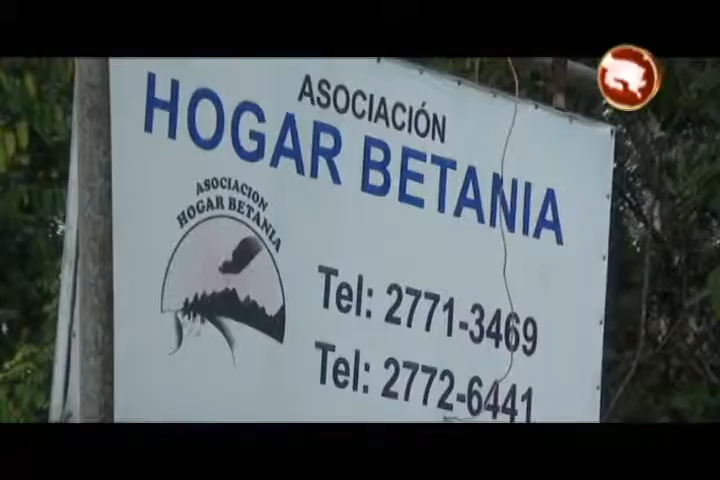 ASOCIACIÓN
HOGAR BETANIA
ASOCIACION
HOGAR BETANIA
Tel: 2771-3469
Tel: 2772-6441